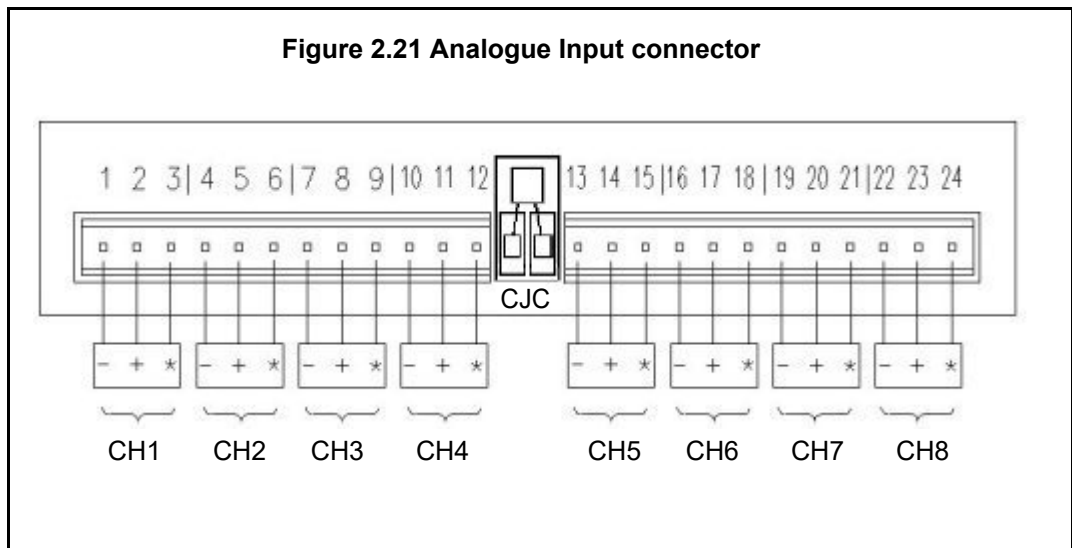 Figure 2.21 Analogue Input connector
1 2 3|4 5 6|7 8 9|10 11 12 13 14 15|16 17 18|19 20 21|22 23 24
CJC
- + * - + * - + * - + * - + * - + * - + * - + *
CH1 CH2 CH3 CH4 CH5 CH6 CH7 CH8